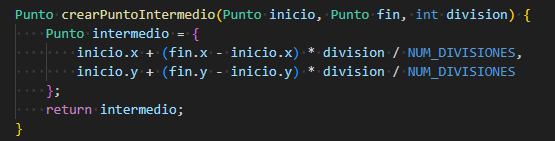 Punto crearPuntoIntermedio(Punto inicio, Punto fin, int division) {
    Punto intermedio = {
        inicio.x + (fin.x - inicio.x) * division / NUM_DIVISIONES,
        inicio.y + (fin.y - inicio.y) * division / NUM_DIVISIONES
    };
    return intermedio;
}